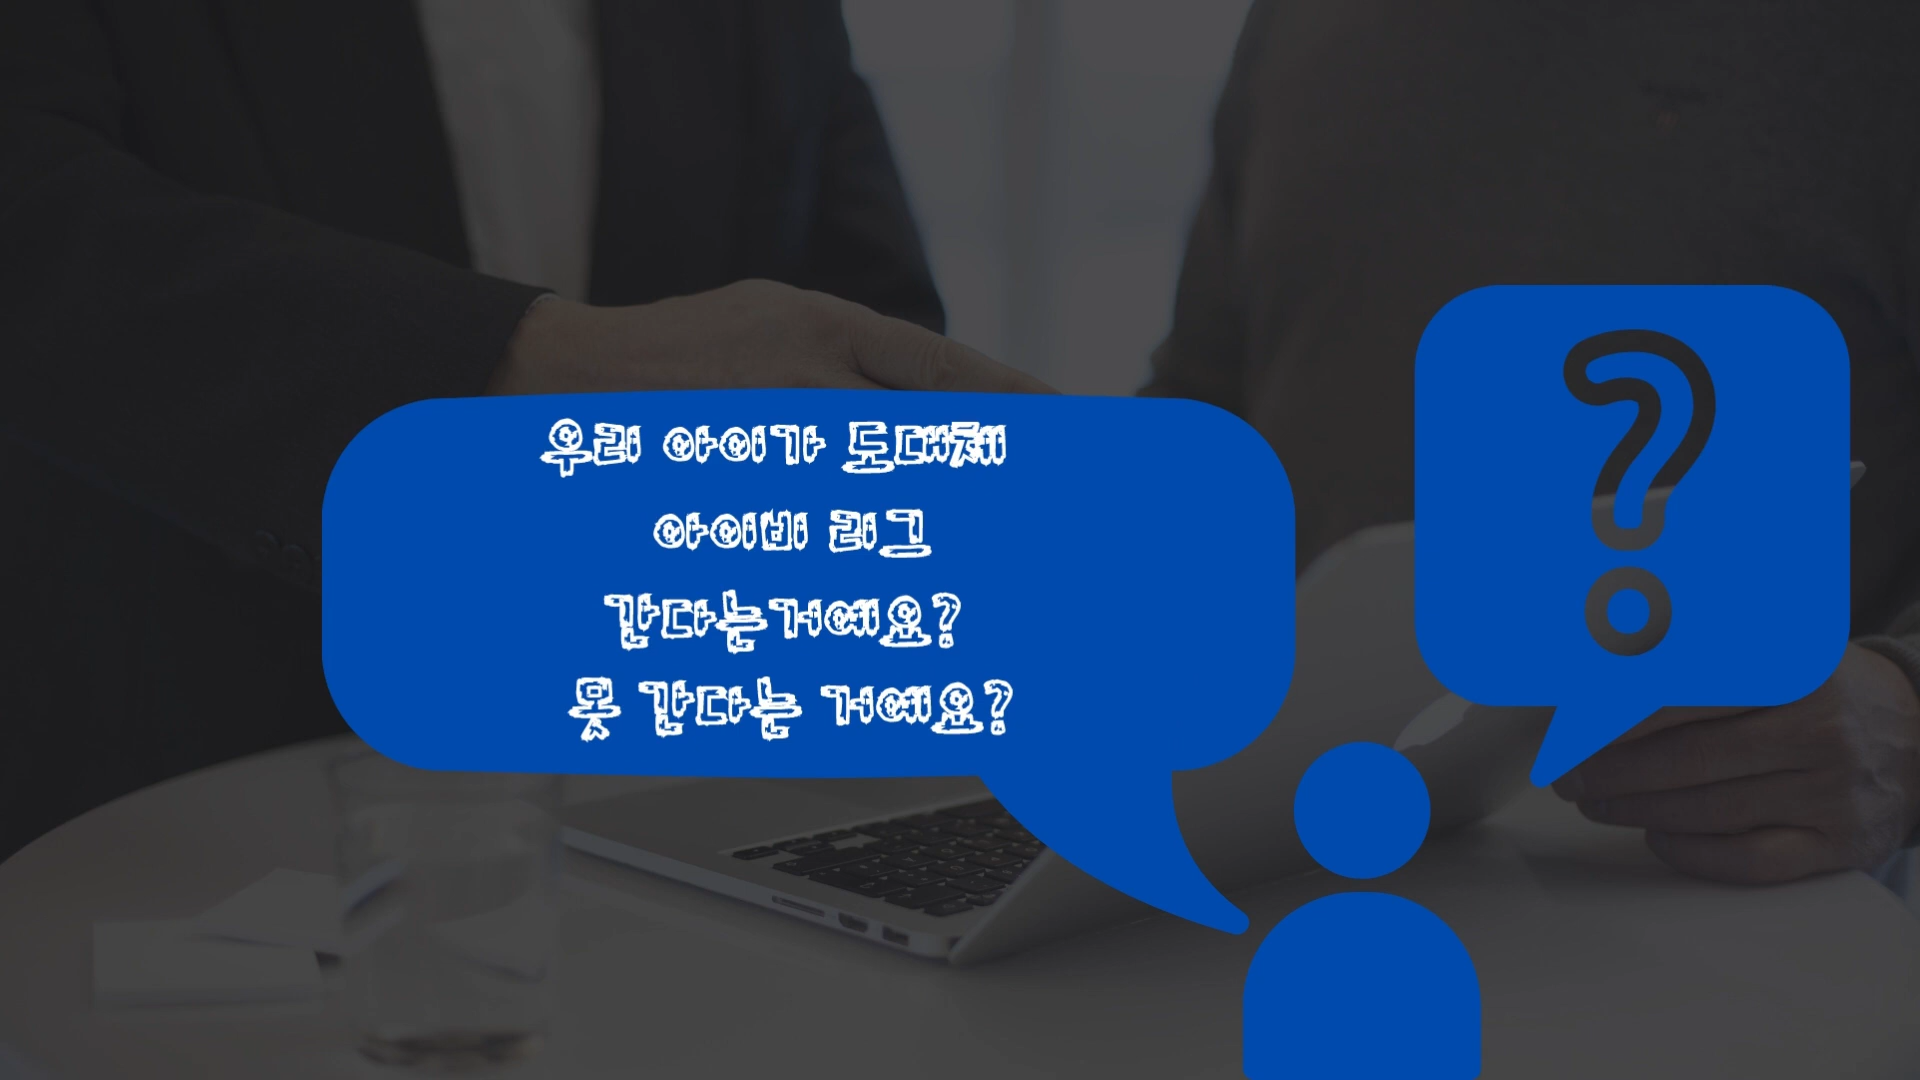 우리 아이가 도대체
아이비 리그
간다는거예요?
못 간다는 거예요?